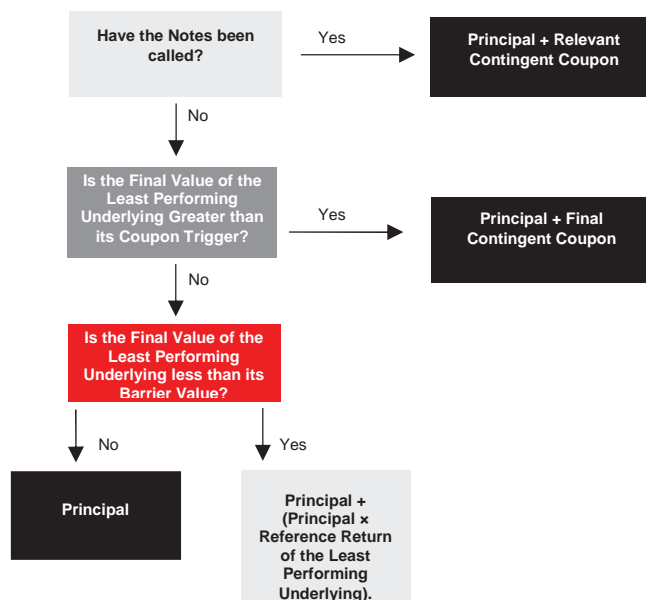 Have the Notes been
called?
Yes
Principal + Relevant
Contingent Coupon
No
Is the Final Value of the
Least Performing
Underlying Greater than
its Coupon Trigger?
Yes
Principal + Final
Contingent Coupon
No
Is the Final Value of the
Least Performing
Underlying less than its
Barrier Value?
No
Yes
Principal
Principal +
(Principal ×
Reference Return
of the Least
Performing
Underlying).